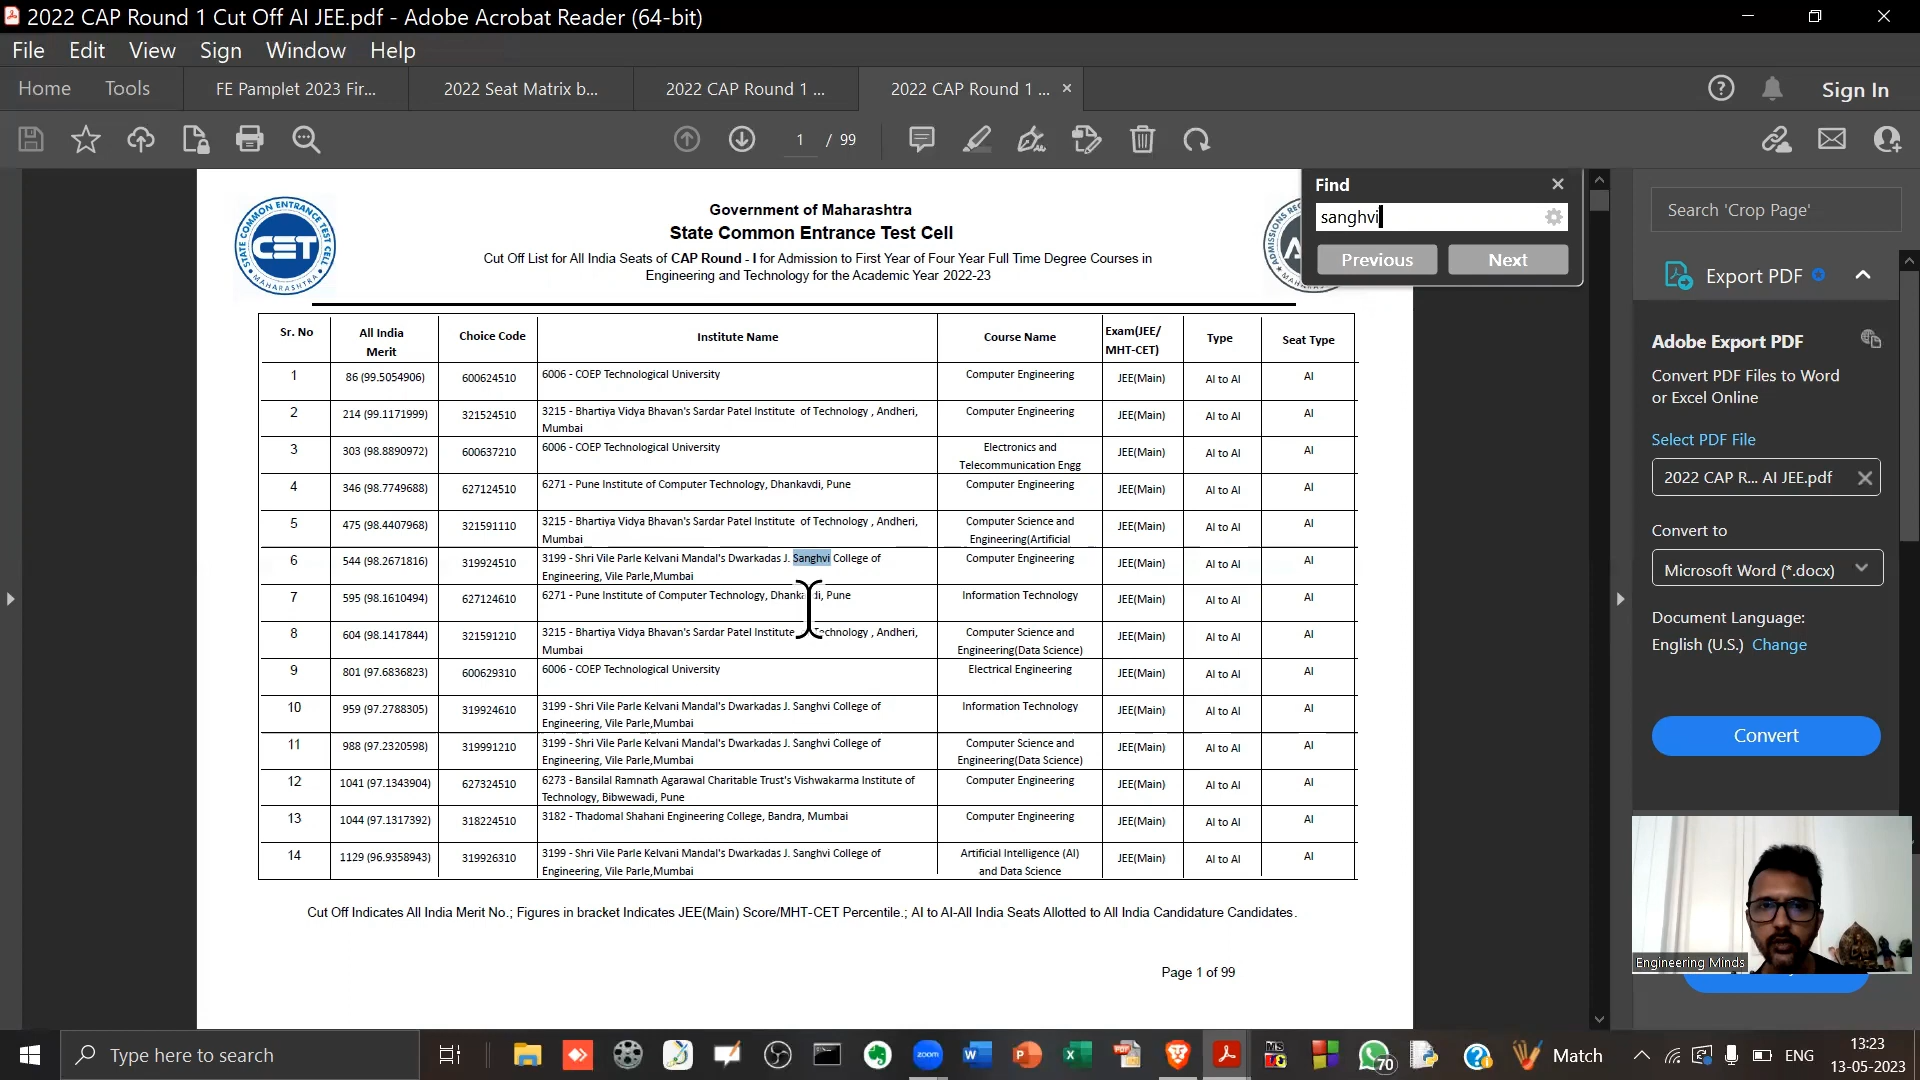 2022 CAP Round 1 Cut Off AI JEE.pdf - Adobe Acrobat Reader (64-bit)
File Edit View Sign Window Help
Home Tools FE Pamplet 2023 Fir... 2022 Seat Matrix b... 2022 CAP Round 1 ... 2022 CAP Round 1 ... × Sign In
1 / 99
Find
sanghvi
Previous Next
Government of Maharashtra
State Common Entrance Test Cell
Cut Off List for All India Seats of CAP Round - I for Admission to First Year of Four Year Full Time Degree Courses in
Engineering and Technology for the Academic Year 2022-23
STATE COMMON ENTRANCE TEST CELL
CET
MAHARASHTRA
Sr. No All India Merit Choice Code Institute Name Course Name Exam(JEE/ MHT-CET) Type Seat Type
1 86 (99.5054906) 600624510 6006 - COEP Technological University Computer Engineering JEE(Main) AI to AI AI
2 214 (99.1171999) 321524510 3215 - Bhartiya Vidya Bhavan's Sardar Patel Institute of Technology , Andheri, Computer Engineering JEE(Main) AI to AI AI
Mumbai
3 303 (98.8890972) 600637210 6006 - COEP Technological University Electronics and JEE(Main) AI to AI AI
Telecommunication Engg
4 346 (98.7749688) 627124510 6271 - Pune Institute of Computer Technology, Dhankavdi, Pune Computer Engineering JEE(Main) AI to AI AI
5 475 (98.4407968) 321591110 3215 - Bhartiya Vidya Bhavan's Sardar Patel Institute of Technology , Andheri, Computer Science and JEE(Main) AI to AI AI
Mumbai Engineering(Artificial
6 544 (98.2671816) 319924510 3199 - Shri Vile Parle Kelvani Mandal's Dwarkadas J. Sanghvi College of Computer Engineering JEE(Main) AI to AI AI
Engineering, Vile Parle,Mumbai
7 595 (98.1610494) 627124610 6271 - Pune Institute of Computer Technology, Dhankavdi, Pune Information Technology JEE(Main) AI to AI AI
8 604 (98.1417844) 321591210 3215 - Bhartiya Vidya Bhavan's Sardar Patel Institute of Technology , Andheri, Computer Science and JEE(Main) AI to AI AI
Mumbai Engineering(Data Science)
9 801 (97.6836823) 600629310 6006 - COEP Technological University Electrical Engineering JEE(Main) AI to AI AI
10 959 (97.2788305) 319924610 3199 - Shri Vile Parle Kelvani Mandal's Dwarkadas J. Sanghvi College of Information Technology JEE(Main) AI to AI AI
Engineering, Vile Parle,Mumbai
11 988 (97.2320598) 319991210 3199 - Shri Vile Parle Kelvani Mandal's Dwarkadas J. Sanghvi College of Computer Science and JEE(Main) AI to AI AI
Engineering, Vile Parle,Mumbai Engineering(Data Science)
12 1041 (97.1343904) 627324510 6273 - Bansilal Ramnath Agarawal Charitable Trust's Vishwakarma Institute of Computer Engineering JEE(Main) AI to AI AI
Technology, Bibwewadi, Pune
13 1044 (97.1317392) 318224510 3182 - Thadomal Shahani Engineering College, Bandra, Mumbai Computer Engineering JEE(Main) AI to AI AI
14 1129 (96.9358943) 319926310 3199 - Shri Vile Parle Kelvani Mandal's Dwarkadas J. Sanghvi College of Artificial Intelligence (AI) JEE(Main) AI to AI AI
Engineering, Vile Parle,Mumbai and Data Science
Cut Off Indicates All India Merit No.; Figures in bracket Indicates JEE(Main) Score/MHT-CET Percentile.; AI to AI-All India Seats Allotted to All India Candidature Candidates.
Page 1 of 99
Search 'Crop Page'
Export PDF
Adobe Export PDF
Convert PDF Files to Word
or Excel Online
Select PDF File
2022 CAP R... AI JEE.pdf
Convert to
Microsoft Word (*.docx)
Document Language:
English (U.S.) Change
Convert
Engineering Minds
Type here to search
zoom
70
Match
ENG
13:23
13-05-2023